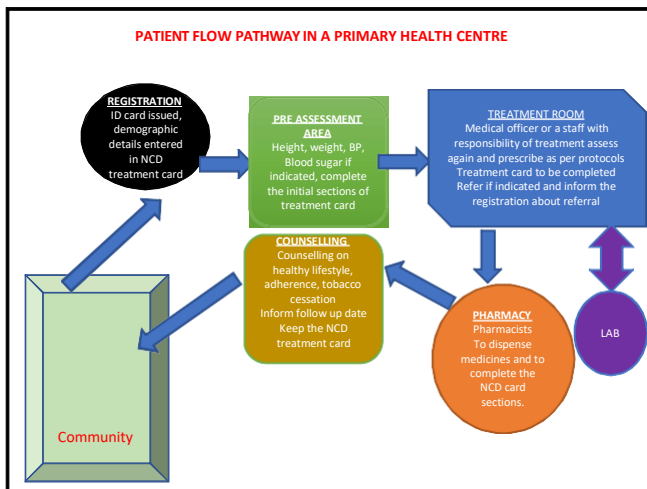 PATIENT FLOW PATHWAY IN A PRIMARY HEALTH CENTRE
REGISTRATION
ID card issued,
demographic
details entered
in NCD
treatment card
PRE ASSESSMENT
AREA
Height, weight, BP,
Blood sugar if
indicated, complete
the initial sections of
treatment card
TREATMENT ROOM
Medical officer or a staff with
responsibility of treatment assess
again and prescribe as per protocols
Treatment card to be completed
Refer if indicated and inform the
registration about referral
LAB
PHARMACY
Pharmacists
To dispense
medicines and to
complete the
NCD card
sections.
COUNSELLING
Counselling on
healthy lifestyle,
adherence, tobacco
cessation
Inform follow up date
Keep the NCD
treatment card
Community